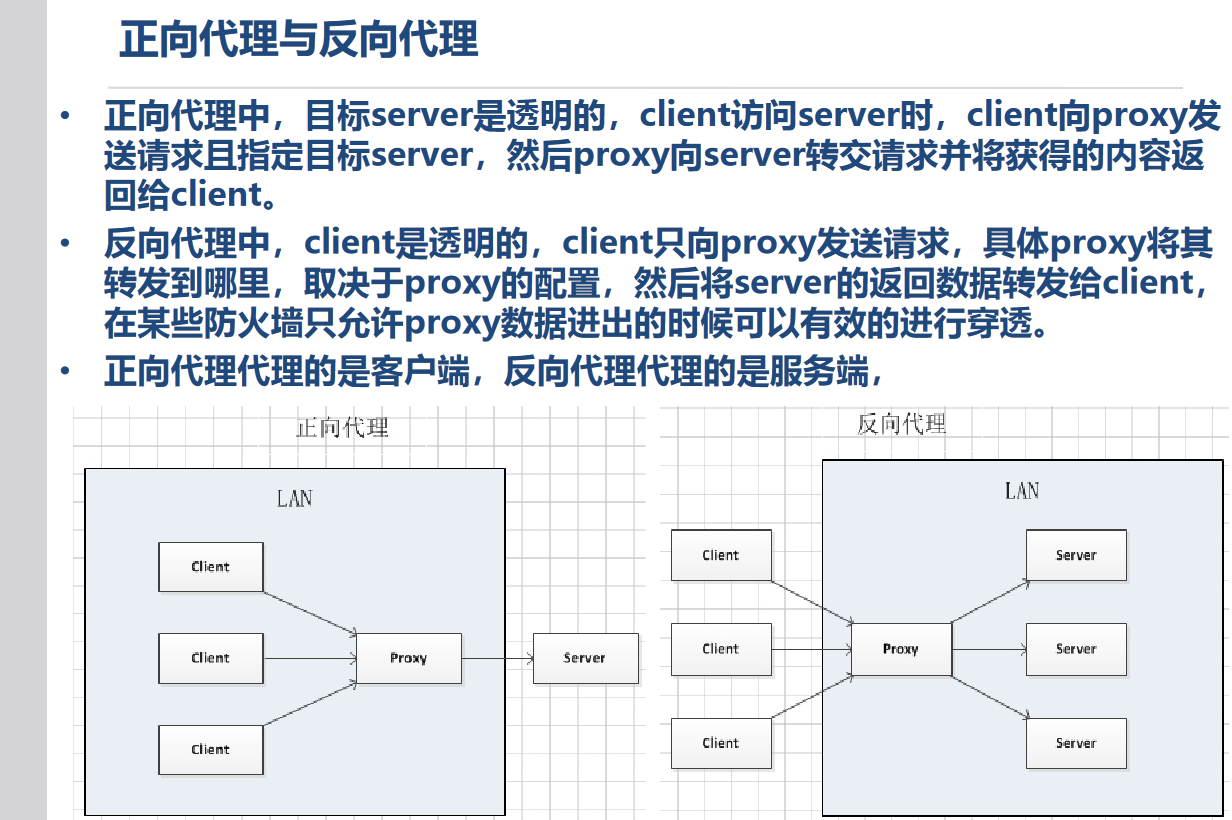 正向代理与反向代理
• 正向代理中，目标server是透明的，client访问server时，client向proxy发
送请求且指定目标server，然后proxy向server转交请求并将获得的内容返
回给client。
• 反向代理中，client是透明的，client只向proxy发送请求，具体proxy将其
转发到哪里，取决于proxy的配置，然后将server的返回数据转发给client，
在某些防火墙只允许proxy数据进出的时候可以有效的进行穿透。
• 正向代理代理的是客户端，反向代理代理的是服务端，
正向代理
LAN
Client
Client
Proxy
Server
Client
反向代理
LAN
Client
Server
Client
Proxy
Server
Client
Server